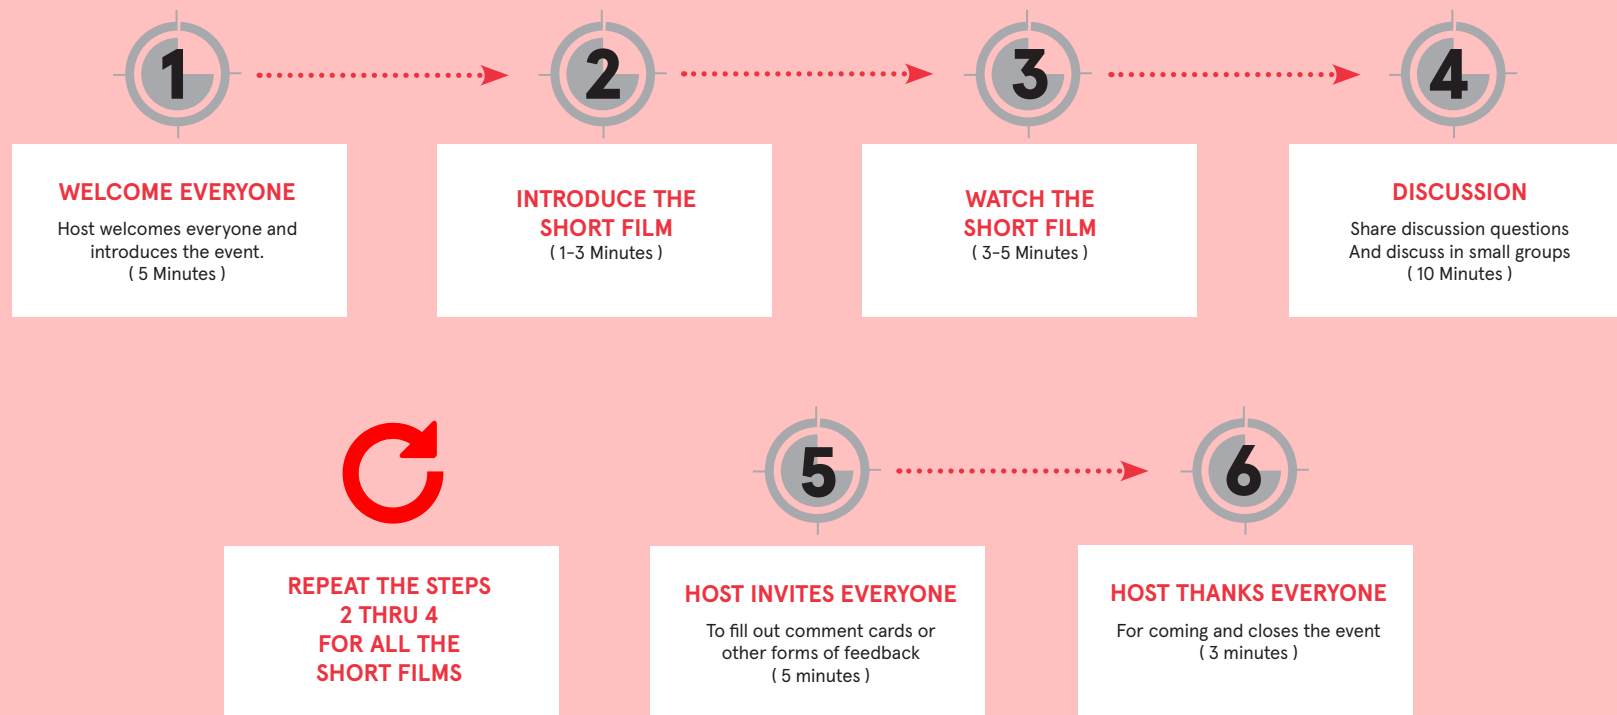 1
WELCOME EVERYONE
Host welcomes everyone and
introduces the event.
( 5 Minutes )
2
INTRODUCE THE
SHORT FILM
( 1-3 Minutes )
3
WATCH THE
SHORT FILM
( 3-5 Minutes )
4
DISCUSSION
Share discussion questions
And discuss in small groups
( 10 Minutes )
REPEAT THE STEPS
2 THRU 4
FOR ALL THE
SHORT FILMS
5
HOST INVITES EVERYONE
To fill out comment cards or
other forms of feedback
( 5 minutes )
6
HOST THANKS EVERYONE
For coming and closes the event
( 3 minutes )